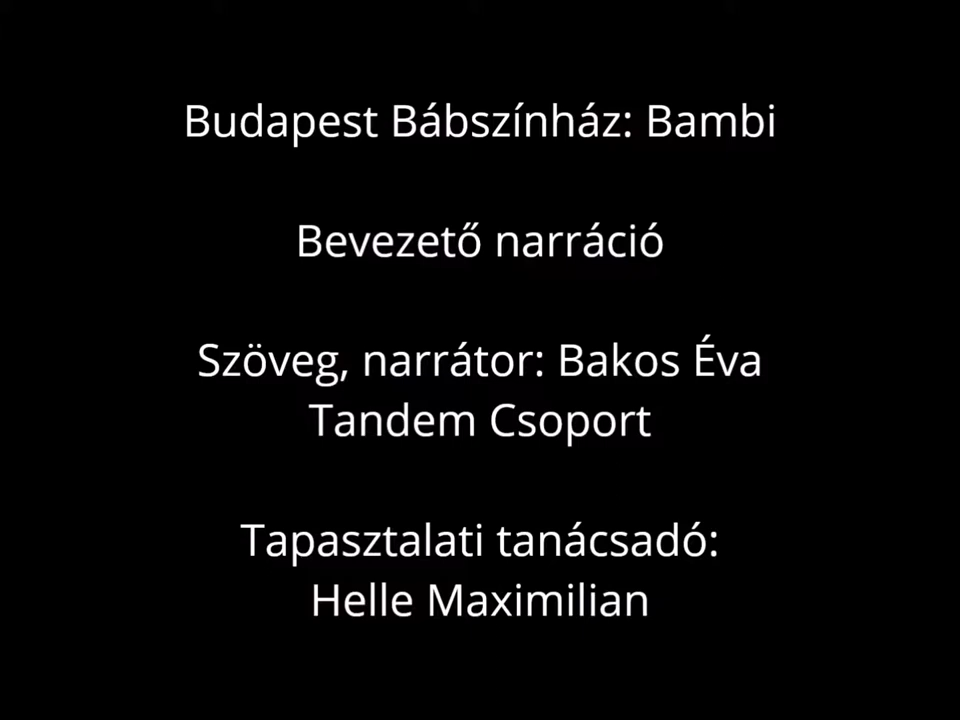 Budapest Bábszínház: Bambi
Bevezető narráció
Szöveg, narrátor: Bakos Éva
Tandem Csoport
Tapasztalati tanácsadó:
Helle Maximilian